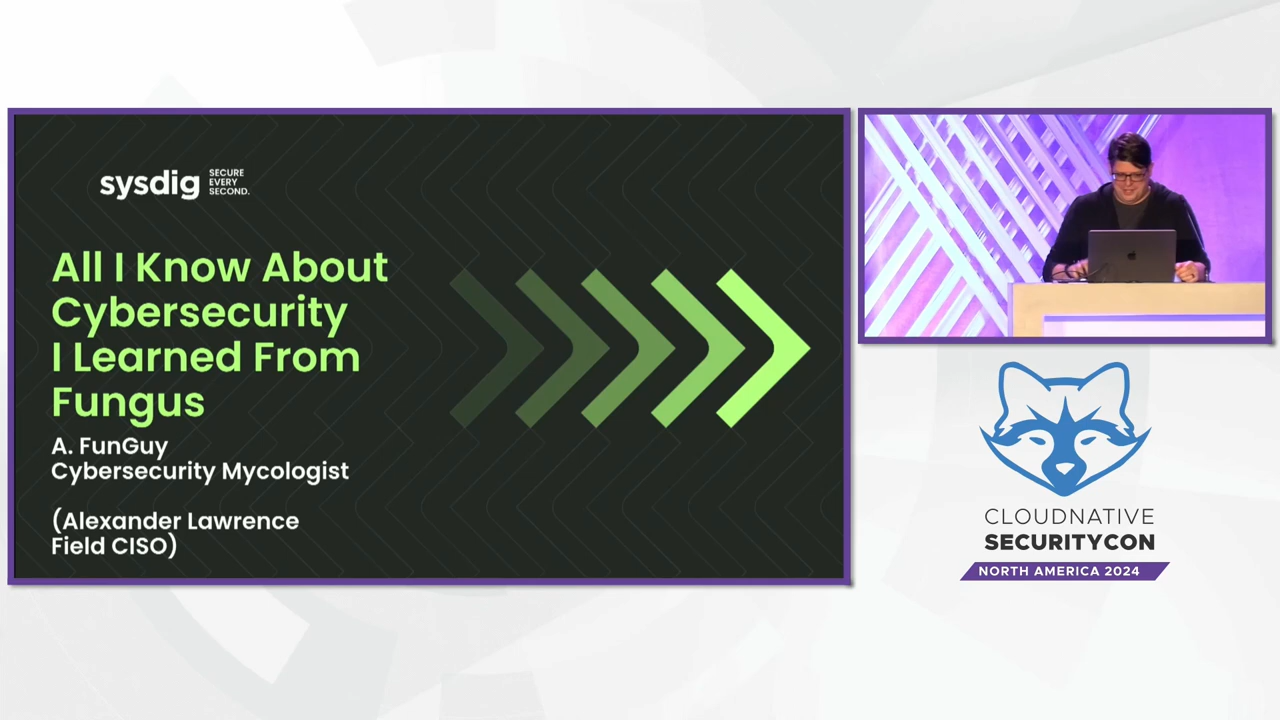 sysdig
SECURE
EVERY
SECOND.
All I Know About
Cybersecurity
I Learned From
Fungus
A. FunGuy
Cybersecurity Mycologist
(Alexander Lawrence
Field CISO)
CLOUDNATIVE
SECURITYCON
NORTH AMERICA 2024